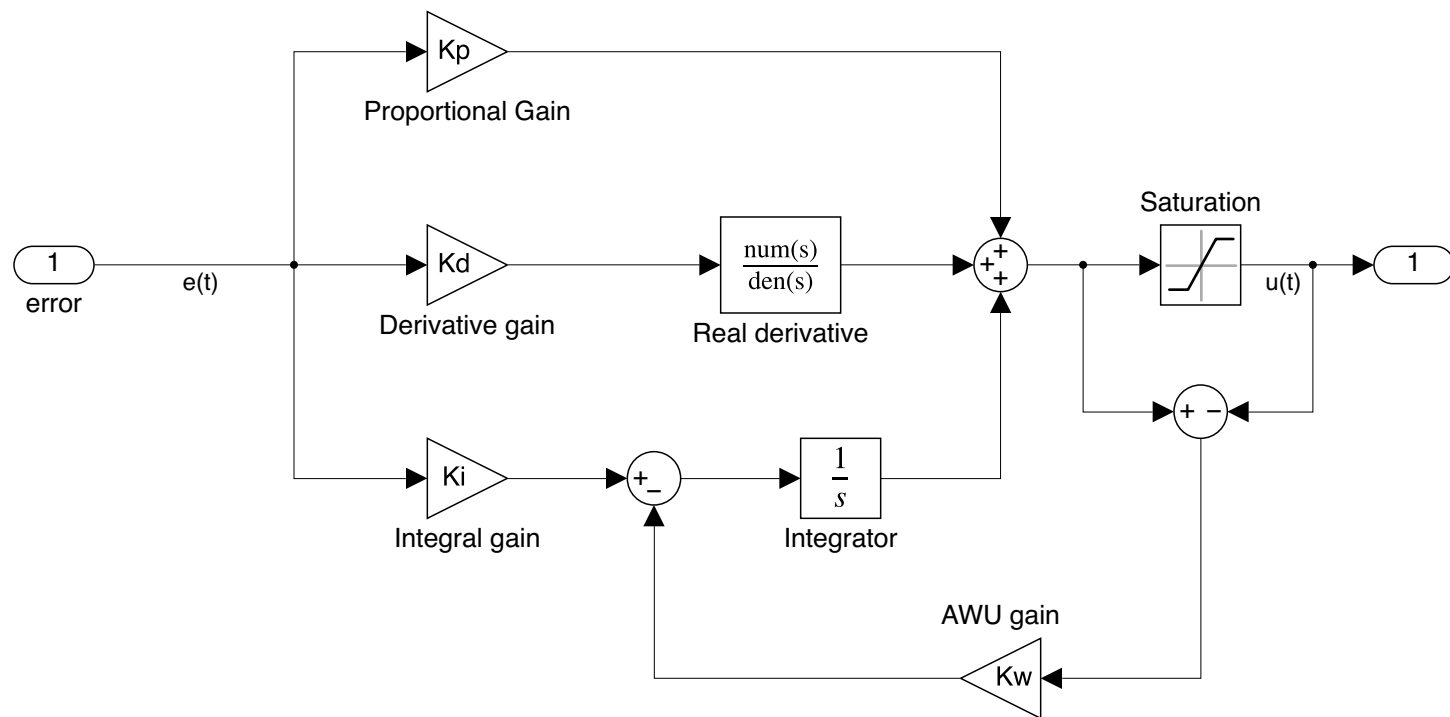 Kp
Proportional Gain
1
error
e(t)
Kd
Derivative gain
num(s)
den(s)
Real derivative
+
+
+
Saturation
u(t)
1
+ −
Ki
Integral gain
+
−
1
s
Integrator
AWU gain
Kw